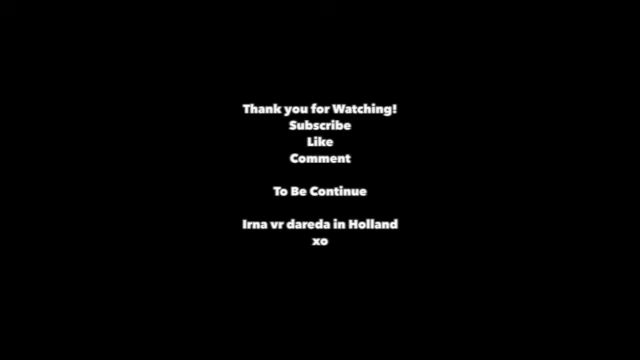 Thank you for Watching!
Subscribe
Like
Comment
To Be Continue
Irna vr dareda in Holland
xo